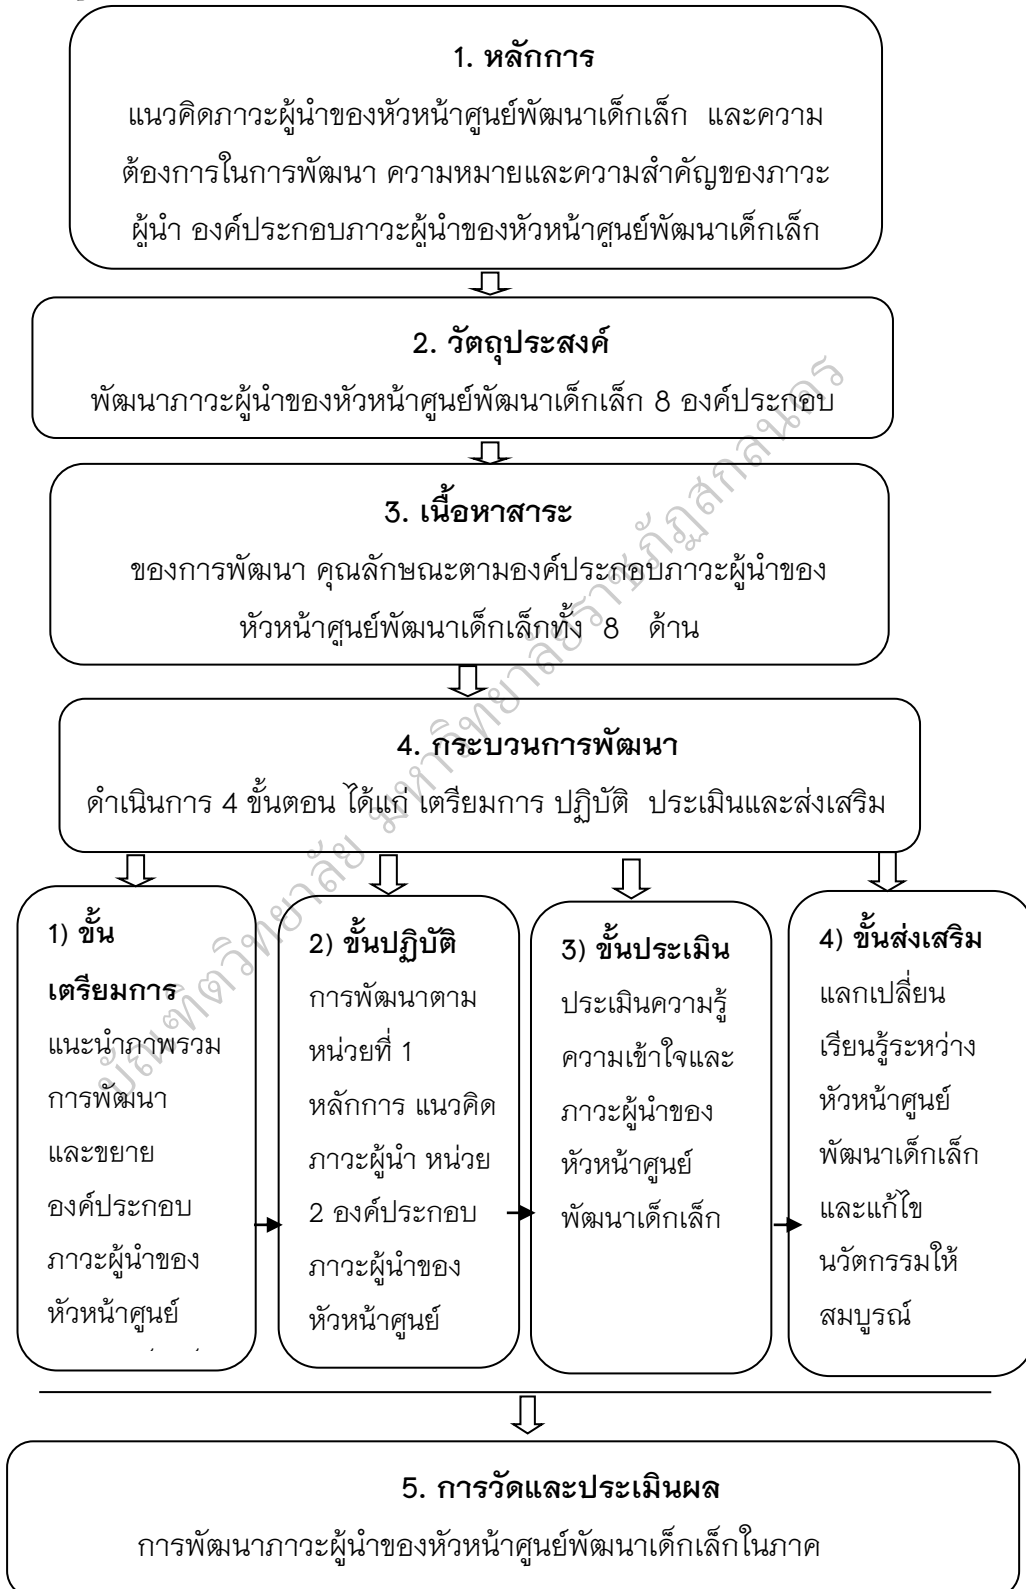 1. หลักการ
แนวคิดภาวะผู้นำของหัวหน้าศูนย์พัฒนาเด็กเล็ก และความ
ต้องการในการพัฒนา ความหมายและความสำคัญของภาวะ
ผู้นำ องค์ประกอบภาวะผู้นำของหัวหน้าศูนย์พัฒนาเด็กเล็ก
2. วัตถุประสงค์
พัฒนาภาวะผู้นำของหัวหน้าศูนย์พัฒนาเด็กเล็ก 8 องค์ประกอบ
3. เนื้อหาสาระ
ของการพัฒนา คุณลักษณะตามองค์ประกอบภาวะผู้นำของ
หัวหน้าศูนย์พัฒนาเด็กเล็กทั้ง 8 ด้าน
4. กระบวนการพัฒนา
ดำเนินการ 4 ขั้นตอน ได้แก่ เตรียมการ ปฏิบัติ ประเมินและส่งเสริม
1) ขั้น
เตรียมการ
แนะนำภาพรวม
การพัฒนา
และขยาย
องค์ประกอบ
ภาวะผู้นำของ
หัวหน้าศูนย์
2) ขั้นปฏิบัติ
การพัฒนาตาม
หน่วยที่ 1
หลักการ แนวคิด
ภาวะผู้นำ หน่วย
2 องค์ประกอบ
ภาวะผู้นำของ
หัวหน้าศูนย์
3) ขั้นประเมิน
ประเมินความรู้
ความเข้าใจและ
ภาวะผู้นำของ
หัวหน้าศูนย์
พัฒนาเด็กเล็ก
4) ขั้นส่งเสริม
แลกเปลี่ยน
เรียนรู้ระหว่าง
หัวหน้าศูนย์
พัฒนาเด็กเล็ก
และแก้ไข
นวัตกรรมให้
สมบูรณ์
5. การวัดและประเมินผล
การพัฒนาภาวะผู้นำของหัวหน้าศูนย์พัฒนาเด็กเล็กในภาค
บัณฑิตวิทยาลัย มหาวิทยาลัยราชภัฏสกลนคร